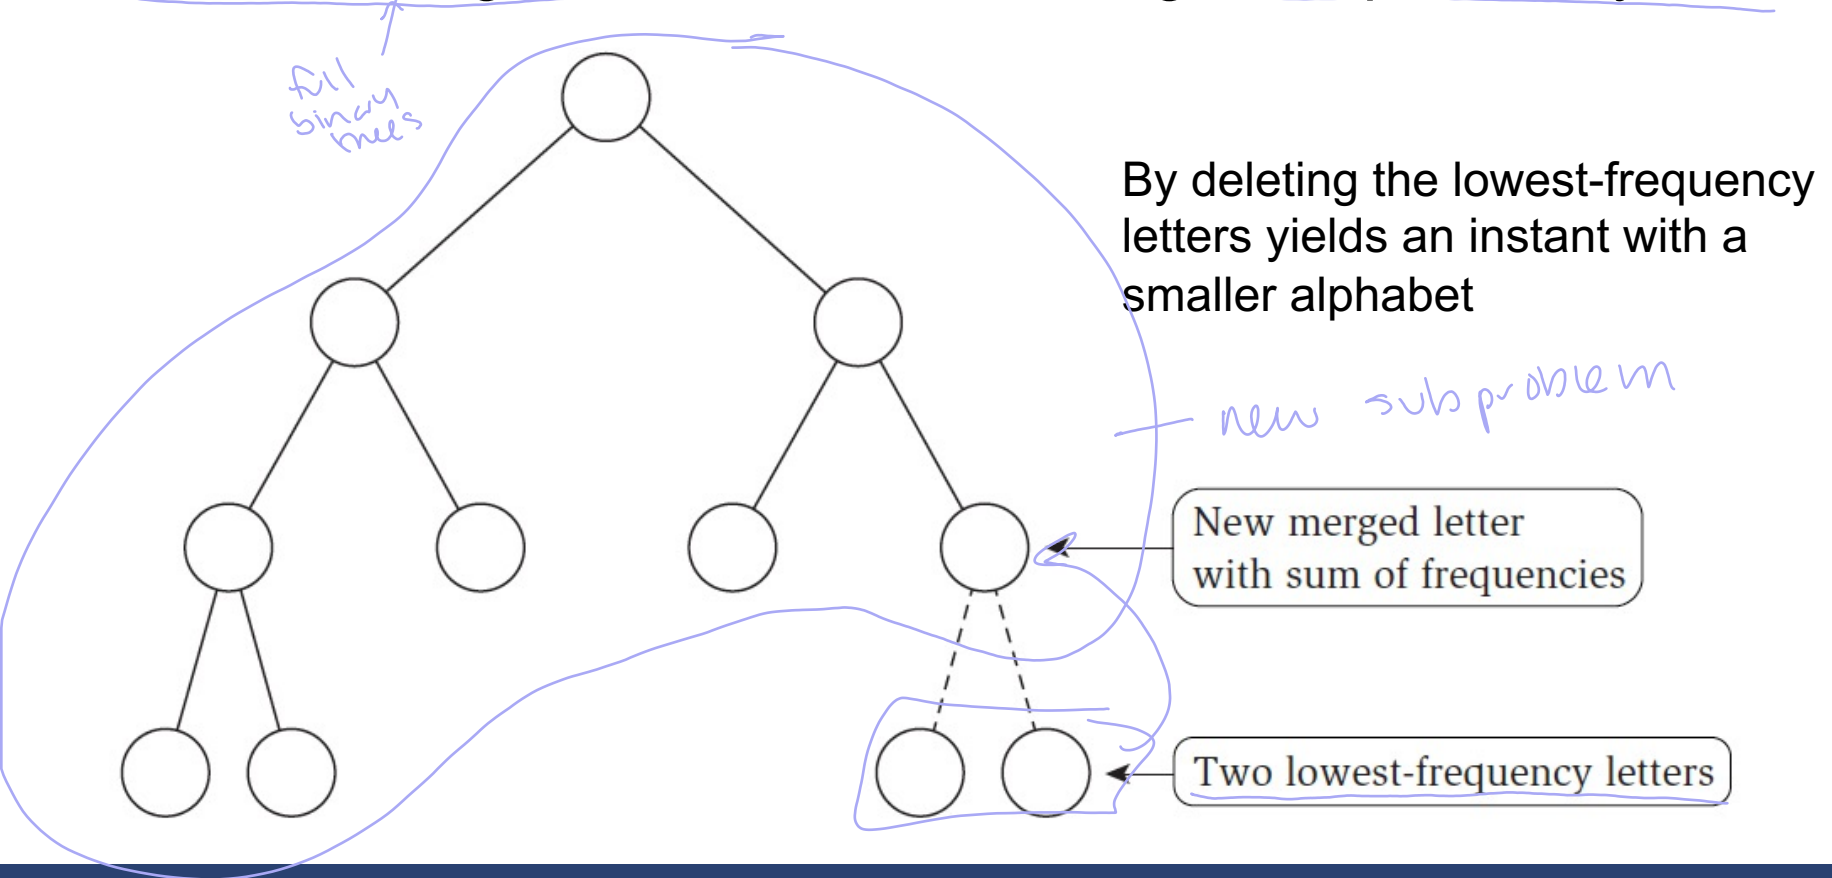 full
binary
trees
By deleting the lowest-frequency
letters yields an instant with a
smaller alphabet
new subproblem
New merged letter
with sum of frequencies
Two lowest-frequency letters